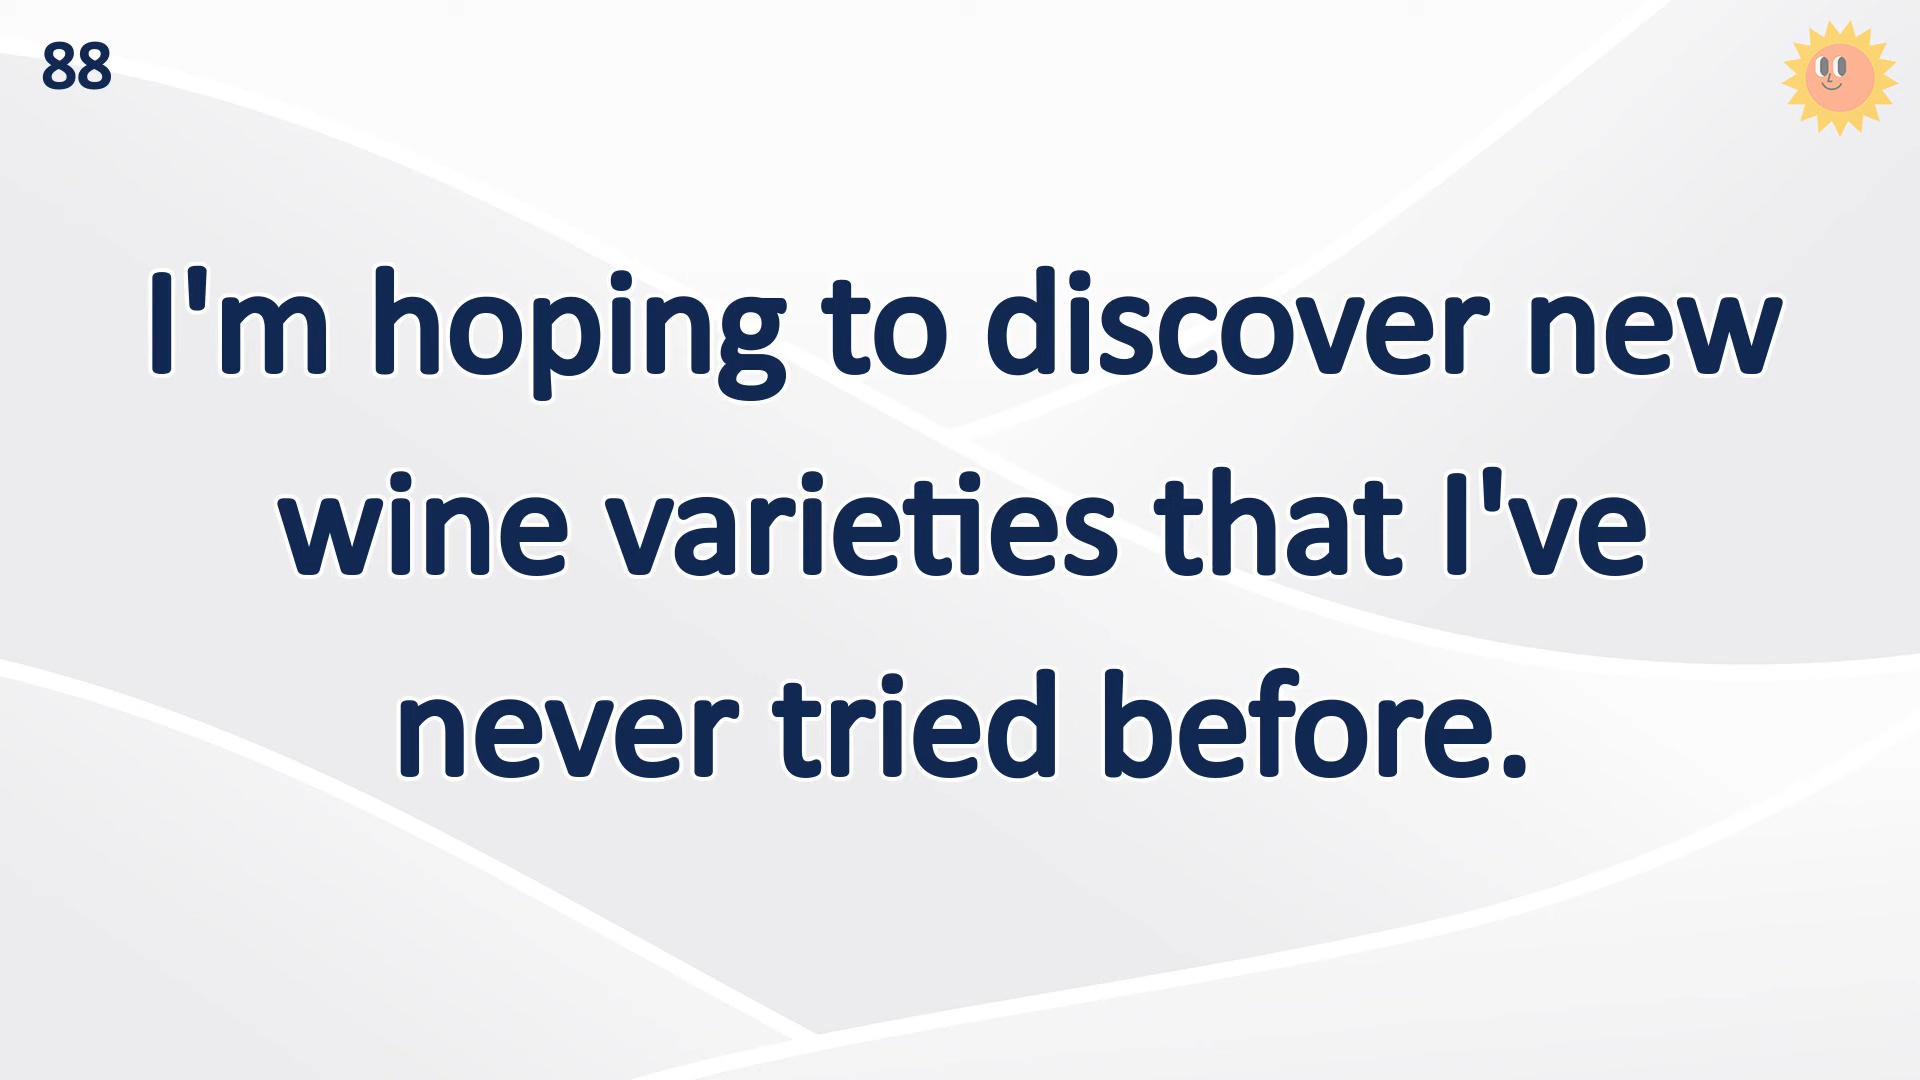 88
I'm hoping to discover new
wine varieties that I've
never tried before.